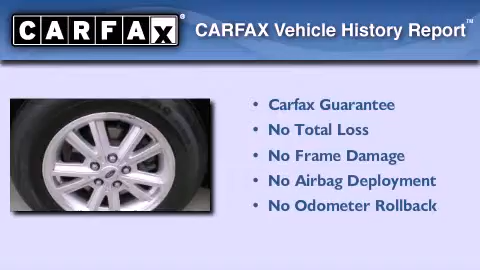 CARFAX® CARFAX Vehicle History Report™
• Carfax Guarantee
• No Total Loss
• No Frame Damage
• No Airbag Deployment
• No Odometer Rollback